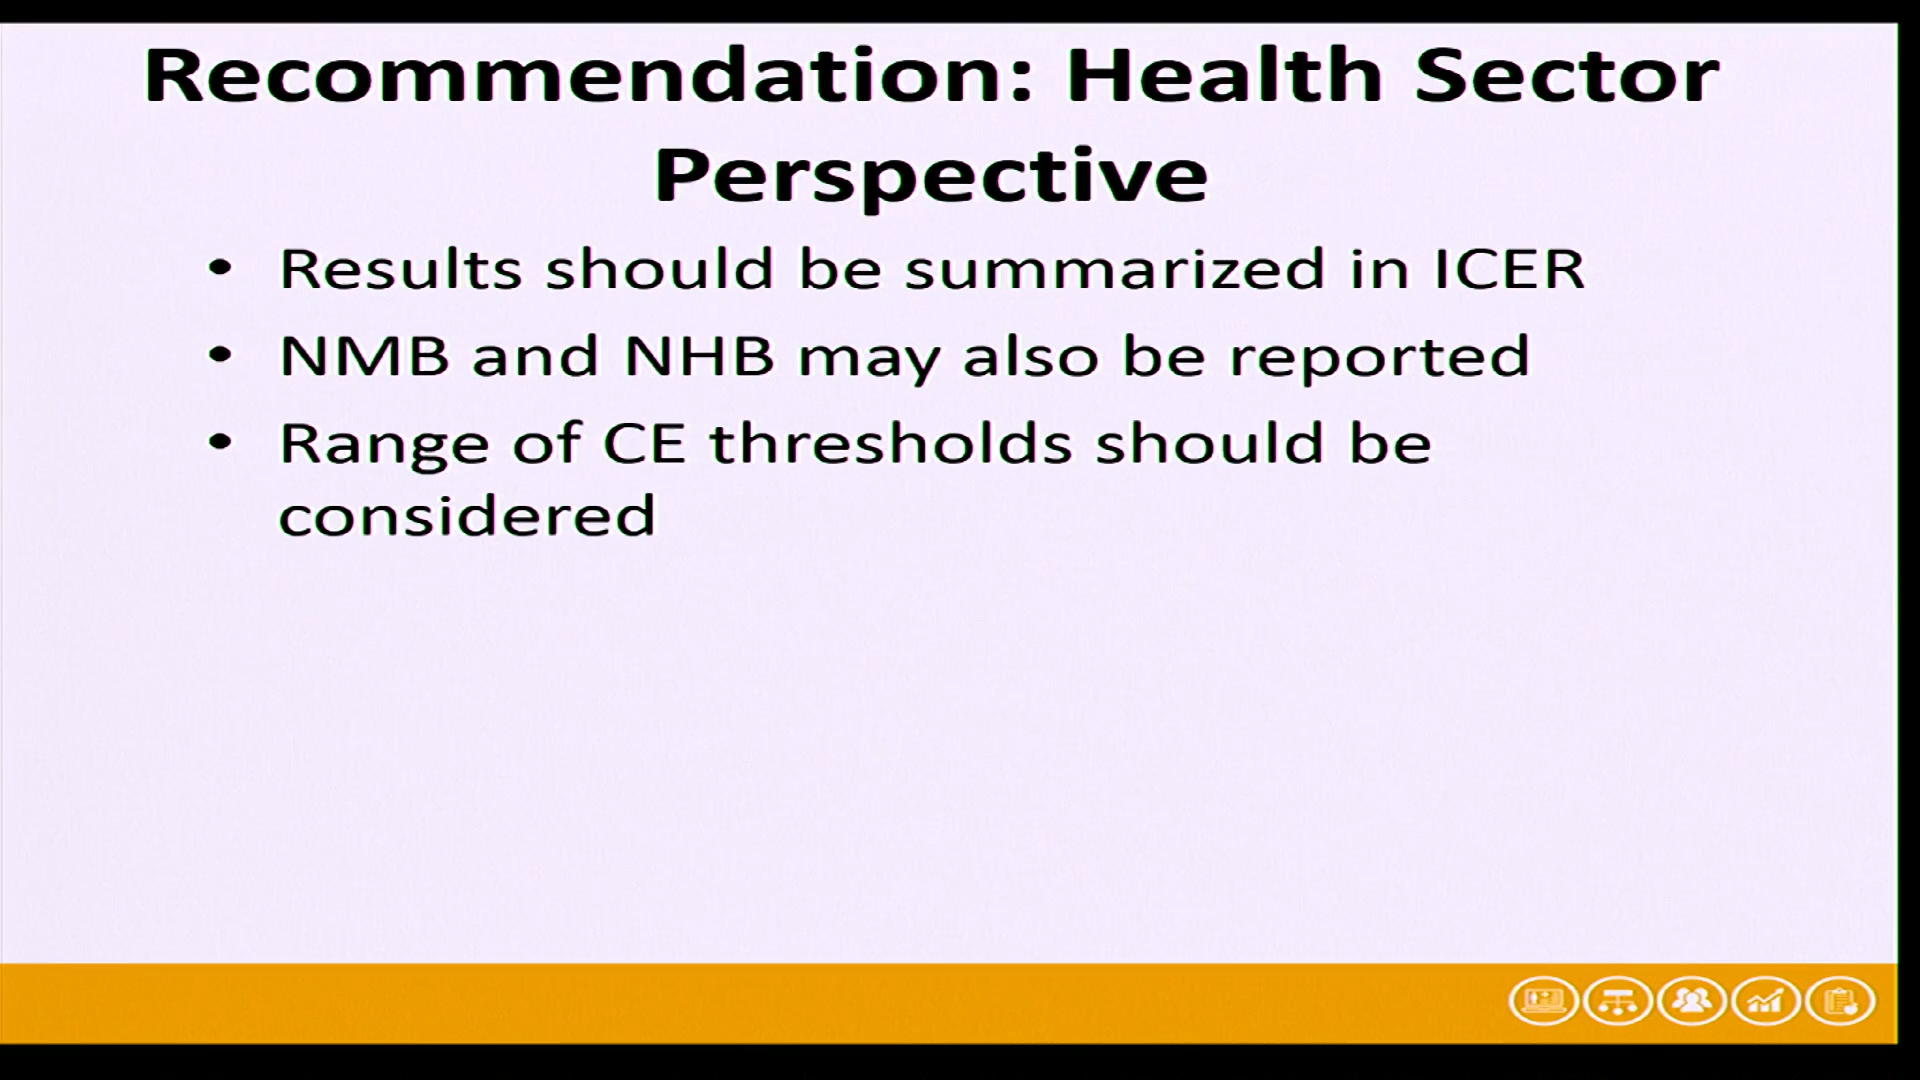 Recommendation: Health Sector
Perspective
• Results should be summarized in ICER
• NMB and NHB may also be reported
• Range of CE thresholds should be
considered